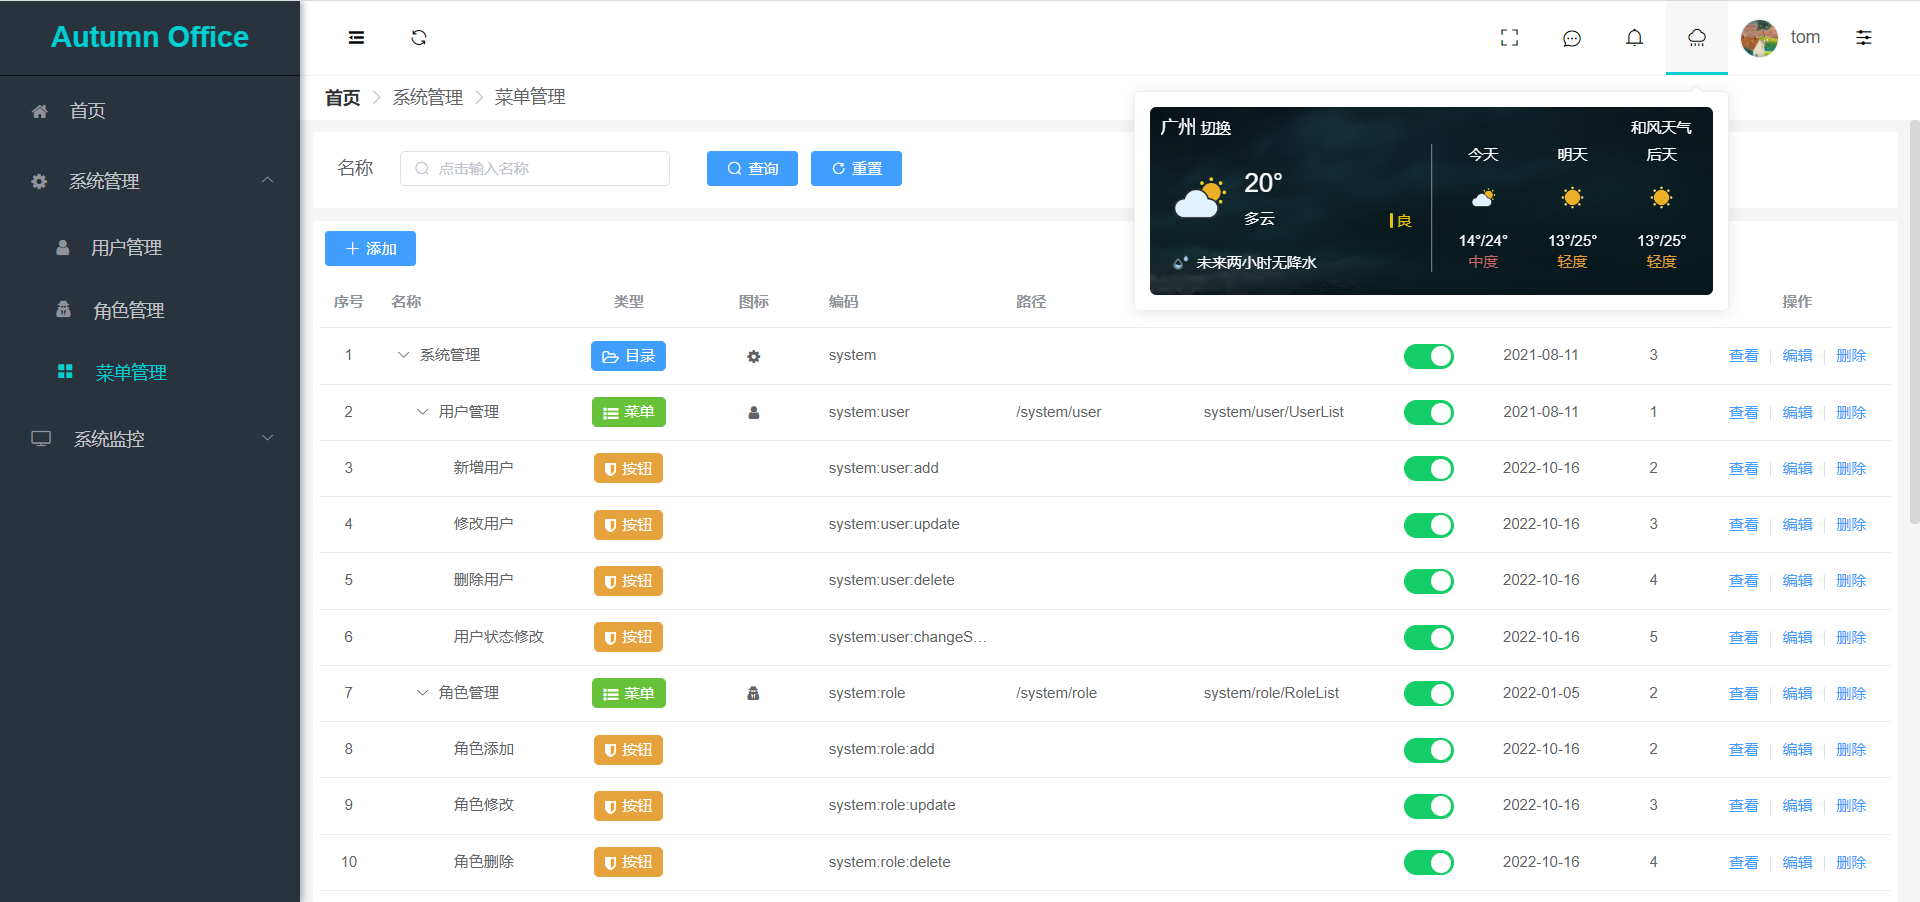 Autumn Office
tom
首页
系统管理
用户管理
角色管理
菜单管理
系统监控
首页 系统管理 菜单管理
名称 点击输入名称 查询 重置
添加
广州 切换 和风天气
20°
多云
良
未来两小时无降水
今天 明天 后天
14°/24° 13°/25° 13°/25°
中度 轻度 轻度
序号 名称 类型 图标 编码 路径 操作
1 系统管理 目录 system 2021-08-11 3 查看 编辑 删除
2 用户管理 菜单 system:user /system/user system/user/UserList 2021-08-11 1 查看 编辑 删除
3 新增用户 按钮 system:user:add 2022-10-16 2 查看 编辑 删除
4 修改用户 按钮 system:user:update 2022-10-16 3 查看 编辑 删除
5 删除用户 按钮 system:user:delete 2022-10-16 4 查看 编辑 删除
6 用户状态修改 按钮 system:user:changeS... 2022-10-16 5 查看 编辑 删除
7 角色管理 菜单 system:role /system/role system/role/RoleList 2022-01-05 2 查看 编辑 删除
8 角色添加 按钮 system:role:add 2022-10-16 2 查看 编辑 删除
9 角色修改 按钮 system:role:update 2022-10-16 3 查看 编辑 删除
10 角色删除 按钮 system:role:delete 2022-10-16 4 查看 编辑 删除